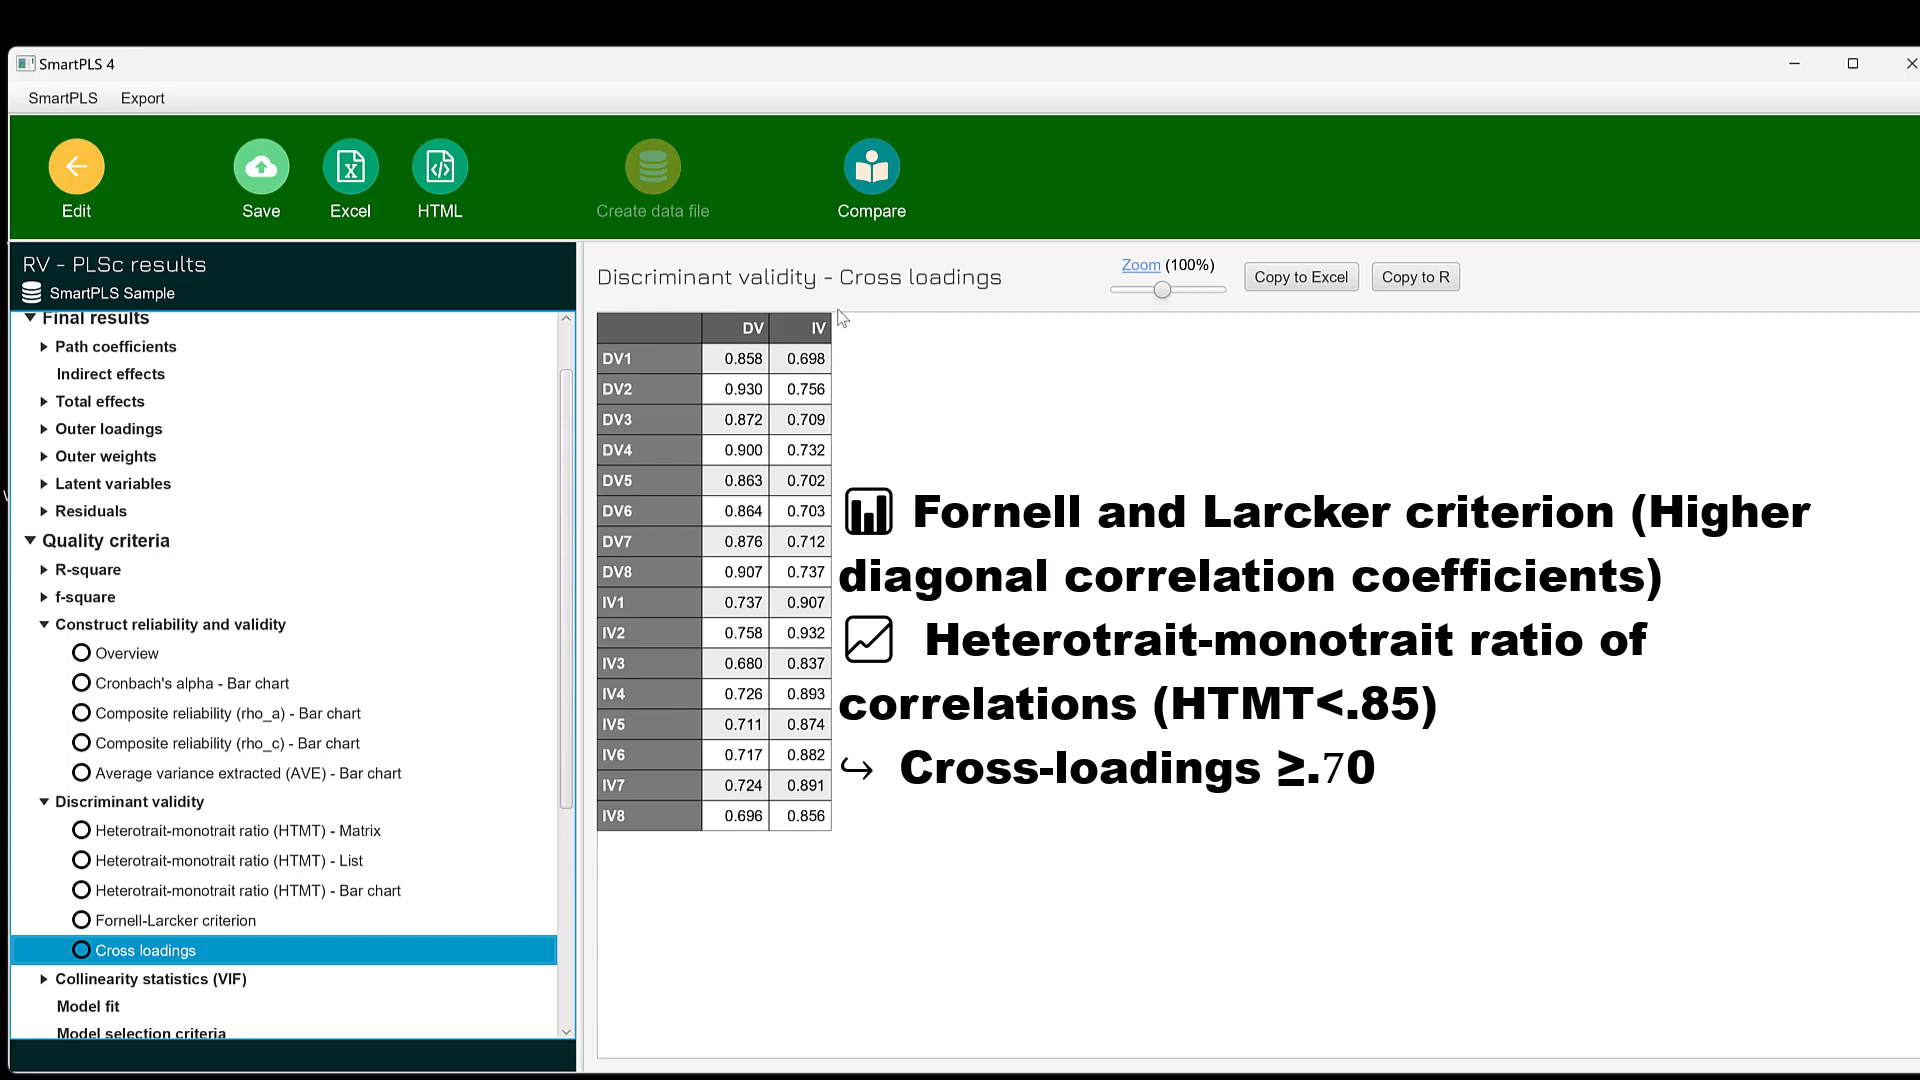 SmartPLS 4
SmartPLS Export
Edit Save Excel HTML Create data file Compare
RV - PLSc results
SmartPLS Sample
Final results
Path coefficients
Indirect effects
Total effects
Outer loadings
Outer weights
Latent variables
Residuals
Quality criteria
R-square
f-square
Construct reliability and validity
Overview
Cronbach's alpha - Bar chart
Composite reliability (rho_a) - Bar chart
Composite reliability (rho_c) - Bar chart
Average variance extracted (AVE) - Bar chart
Discriminant validity
Heterotrait-monotrait ratio (HTMT) - Matrix
Heterotrait-monotrait ratio (HTMT) - List
Heterotrait-monotrait ratio (HTMT) - Bar chart
Fornell-Larcker criterion
Cross loadings
Collinearity statistics (VIF)
Model fit
Model selection criteria
Discriminant validity - Cross loadings
Zoom (100%)
Copy to Excel
Copy to R
DV IV
DV1 0.858 0.698
DV2 0.930 0.756
DV3 0.872 0.709
DV4 0.900 0.732
DV5 0.863 0.702
DV6 0.864 0.703
DV7 0.876 0.712
DV8 0.907 0.737
IV1 0.737 0.907
IV2 0.758 0.932
IV3 0.680 0.837
IV4 0.726 0.893
IV5 0.711 0.874
IV6 0.717 0.882
IV7 0.724 0.891
IV8 0.696 0.856
Fornell and Larcker criterion (Higher
diagonal correlation coefficients)
Heterotrait-monotrait ratio of
correlations (HTMT<.85)
↪ Cross-loadings ≥.70